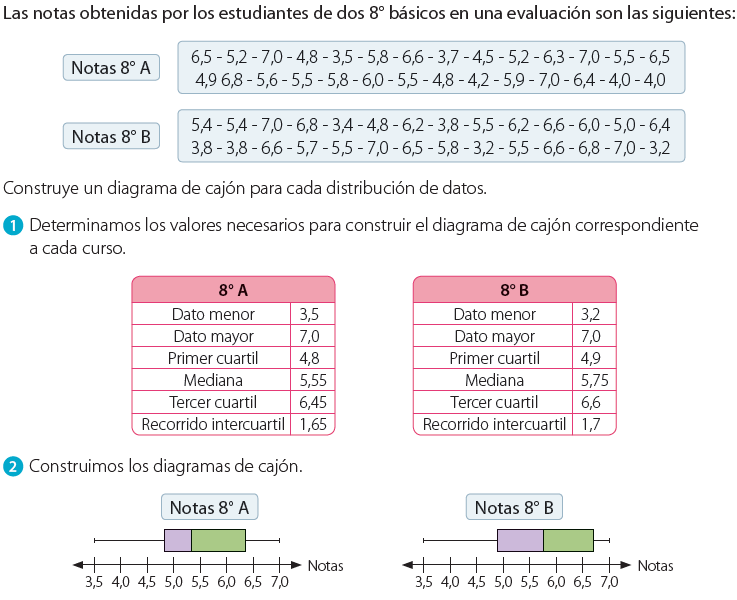 Las notas obtenidas por los estudiantes de dos 8° básicos en una evaluación son las siguientes:
Notas 8° A
6,5 - 5,2 - 7,0 - 4,8 - 3,5 - 5,8 - 6,6 - 3,7 - 4,5 - 5,2 - 6,3 - 7,0 - 5,5 - 6,5
4,9 6,8 - 5,6 - 5,5 - 5,8 - 6,0 - 5,5 - 4,8 - 4,2 - 5,9 - 7,0 - 6,4 - 4,0 - 4,0
Notas 8° B
5,4 - 5,4 - 7,0 - 6,8 - 3,4 - 4,8 - 6,2 - 3,8 - 5,5 - 6,2 - 6,6 - 6,0 - 5,0 - 6,4
3,8 - 3,8 - 6,6 - 5,7 - 5,5 - 7,0 - 6,5 - 5,8 - 3,2 - 5,5 - 6,6 - 6,8 - 7,0 - 3,2
Construye un diagrama de cajón para cada distribución de datos.
1 Determinamos los valores necesarios para construir el diagrama de cajón correspondiente
a cada curso.
8° A
Dato menor 3,5
Dato mayor 7,0
Primer cuartil 4,8
Mediana 5,55
Tercer cuartil 6,45
Recorrido intercuartil 1,65
8° B
Dato menor 3,2
Dato mayor 7,0
Primer cuartil 4,9
Mediana 5,75
Tercer cuartil 6,6
Recorrido intercuartil 1,7
2 Construimos los diagramas de cajón.
Notas 8° A
Notas
3,5 4,0 4,5 5,0 5,5 6,0 6,5 7,0
Notas 8° B
Notas
3,5 4,0 4,5 5,0 5,5 6,0 6,5 7,0